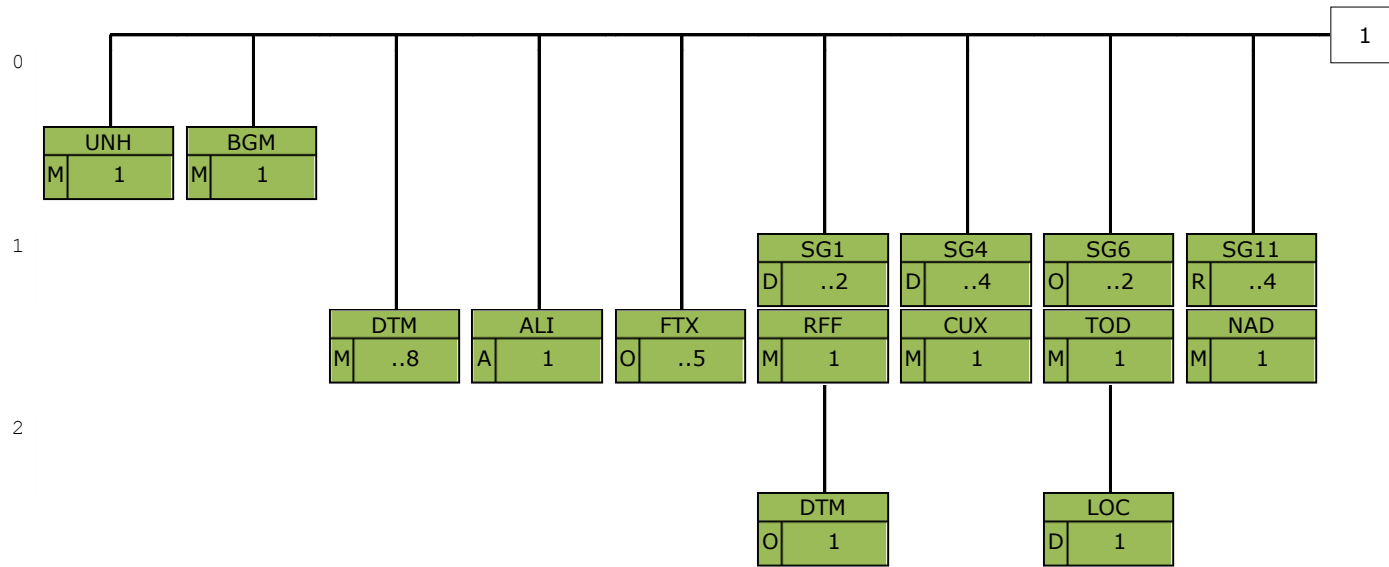 1
0
UNH BGM
M 1 M 1
1
SG1 SG4 SG6 SG11
D ..2 D ..4 O ..2 R ..4
DTM ALI FTX RFF CUX TOD NAD
M ..8 A 1 O ..5 M 1 M 1 M 1 M 1
2
DTM LOC
O 1 D 1